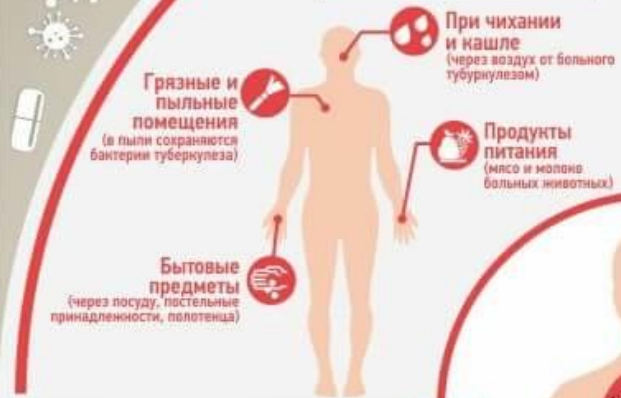 При чихании
и кашле
(через воздух от больного
тубуркулезом)
Грязные и
пыльные
помещения
(в пыли сохраняются
бактерии туберкулеза)
Продукты
питания
(мясо и молоко
больных животных)
Бытовые
предметы
(через посуду, постельные
принадлежности, полотенца)